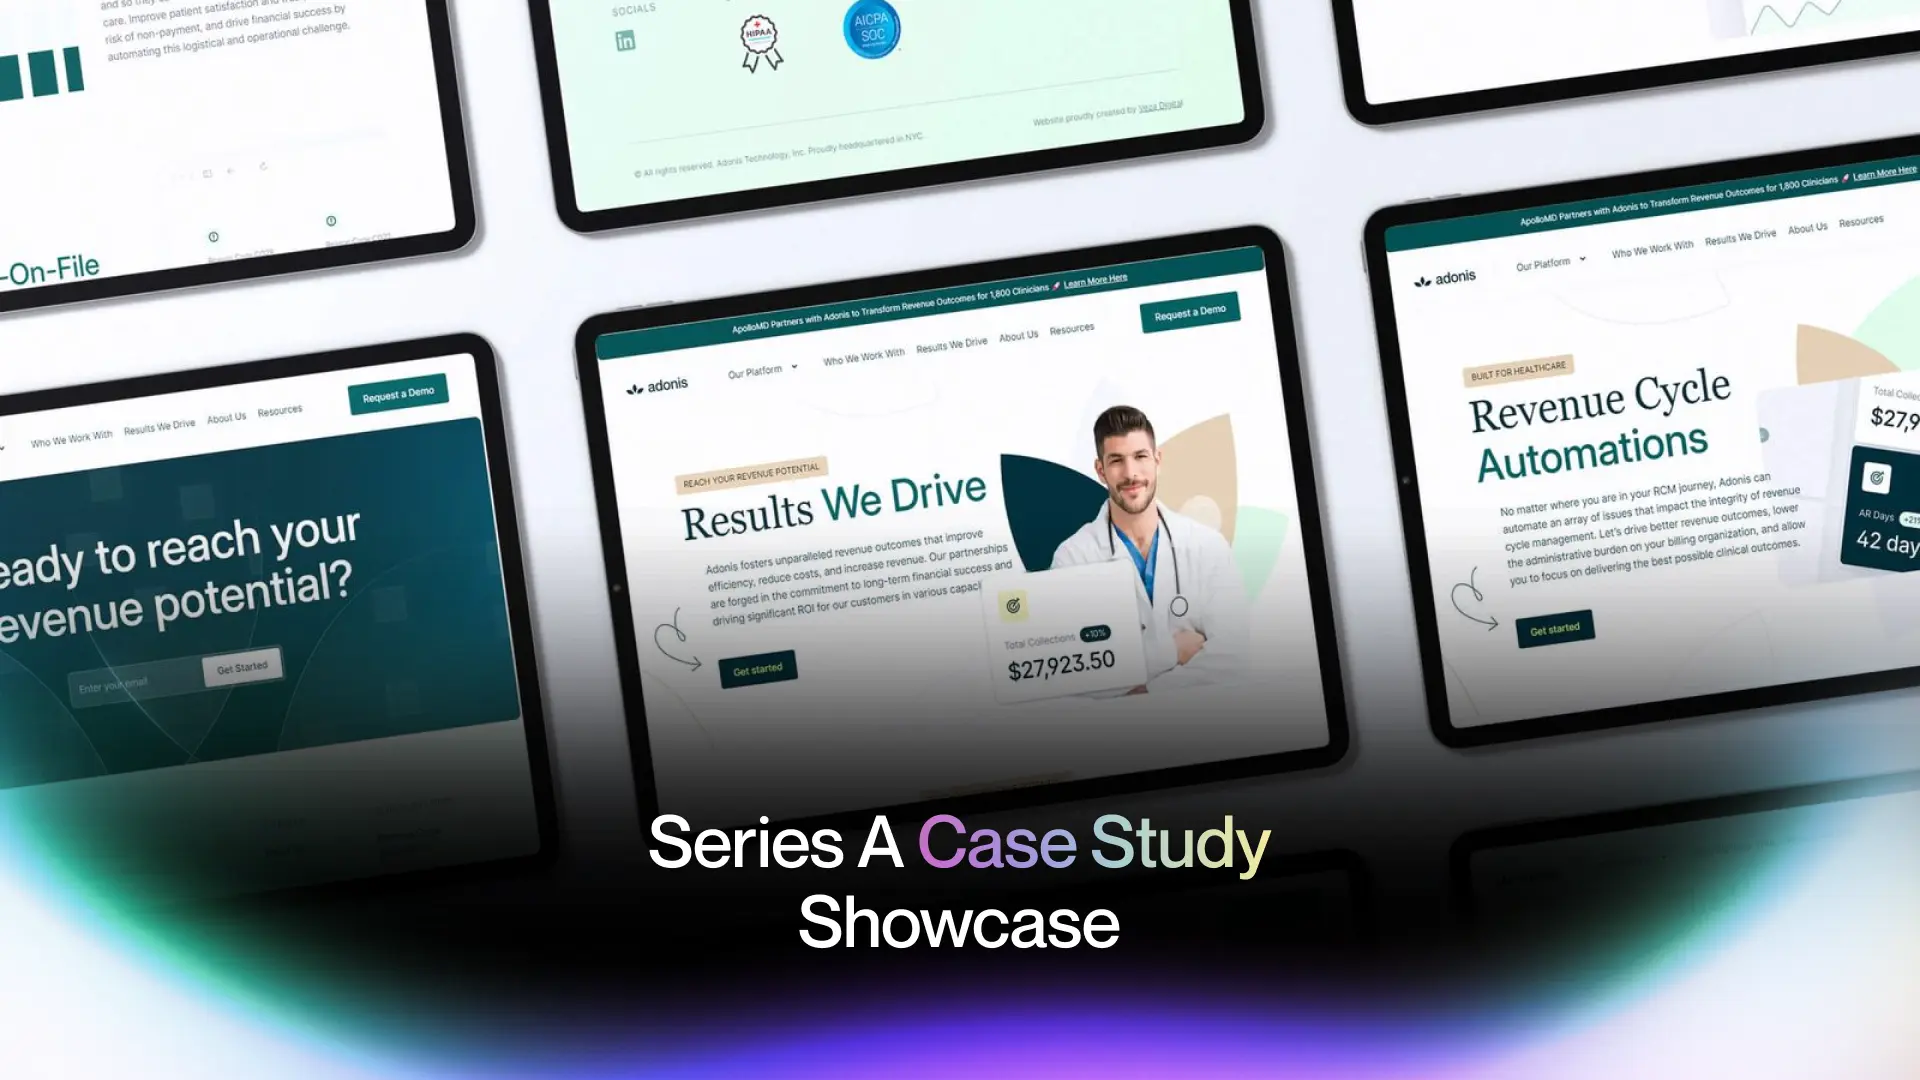 and so they
care. Improve patient satisfaction and
risk of non-payment, and drive financial success by
automating this logistical and operational challenge.
-On-File
SOCIALS
in
HIPAA
AICPA
SOC
© All rights reserved. Adonis Technology, Inc. Proudly headquartered in NYC.
Website proudly created by Veza Digital
Who We Work With Results We Drive About Us Resources
Request a Demo
eady to reach your
evenue potential?
Enter your email
Get Started
ApolloMD Partners with Adonis to Transform Revenue Outcomes for 1,800 Clinicians 🚀 Learn More Here
adonis
Our Platform Who We Work With Results We Drive About Us Resources
Request a Demo
REACH YOUR REVENUE POTENTIAL
Results We Drive
Adonis fosters unparalleled revenue outcomes that improve
efficiency, reduce costs, and increase revenue. Our partnerships
are forged in the commitment to long-term financial success and
driving significant ROI for our customers in various capaci
Get started
Total Collections +10%
$27,923.50
ApolloMD Partners with Adonis to Transform Revenue Outcomes for 1,800 Clinicians 🚀 Learn More Here
adonis
Our Platform Who We Work With Results We Drive About Us Resources
BUILT FOR HEALTHCARE
Revenue Cycle
Automations
No matter where you are in your RCM journey, Adonis can
automate an array of issues that impact the integrity of revenue
cycle management. Let's drive better revenue outcomes, lower
the administrative burden on your billing organization, and allow
you to focus on delivering the best possible clinical outcomes.
Get started
Total Collec
$27,9
AR Days
42 day
Series A Case Study
Showcase